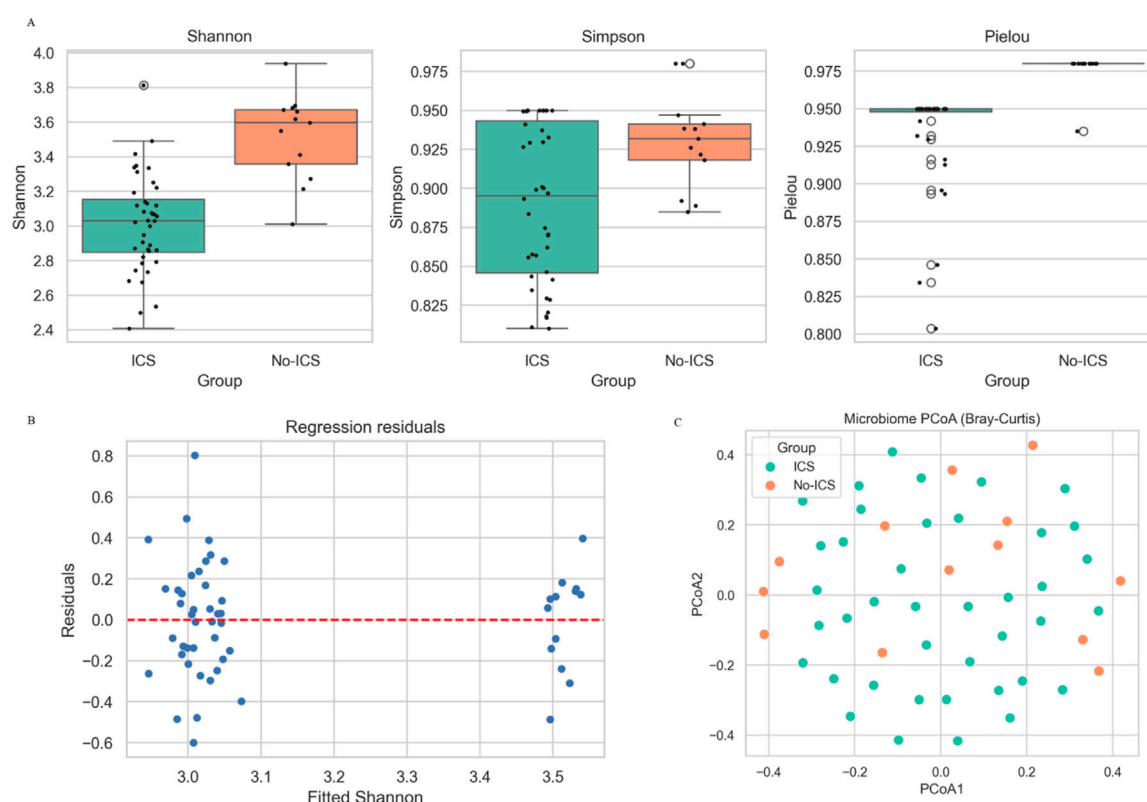 A
Shannon
Simpson
Pielou
4.0
3.8
3.6
3.4
3.2
3.0
2.8
2.6
2.4
Shannon
ICS
No-ICS
Group
0.975
0.950
0.925
0.900
0.875
0.850
0.825
Simpson
ICS
No-ICS
Group
0.975
0.950
0.925
0.900
0.875
0.850
0.825
0.800
Pielou
ICS
No-ICS
Group
B
Regression residuals
0.8
0.6
0.4
0.2
0.0
−0.2
−0.4
−0.6
Residuals
3.0
3.1
3.2
3.3
3.4
3.5
Fitted Shannon
C
Microbiome PCoA (Bray-Curtis)
Group
ICS
No-ICS
0.4
0.2
0.0
−0.2
−0.4
PCoA2
−0.4
−0.2
0.0
0.2
0.4
PCoA1